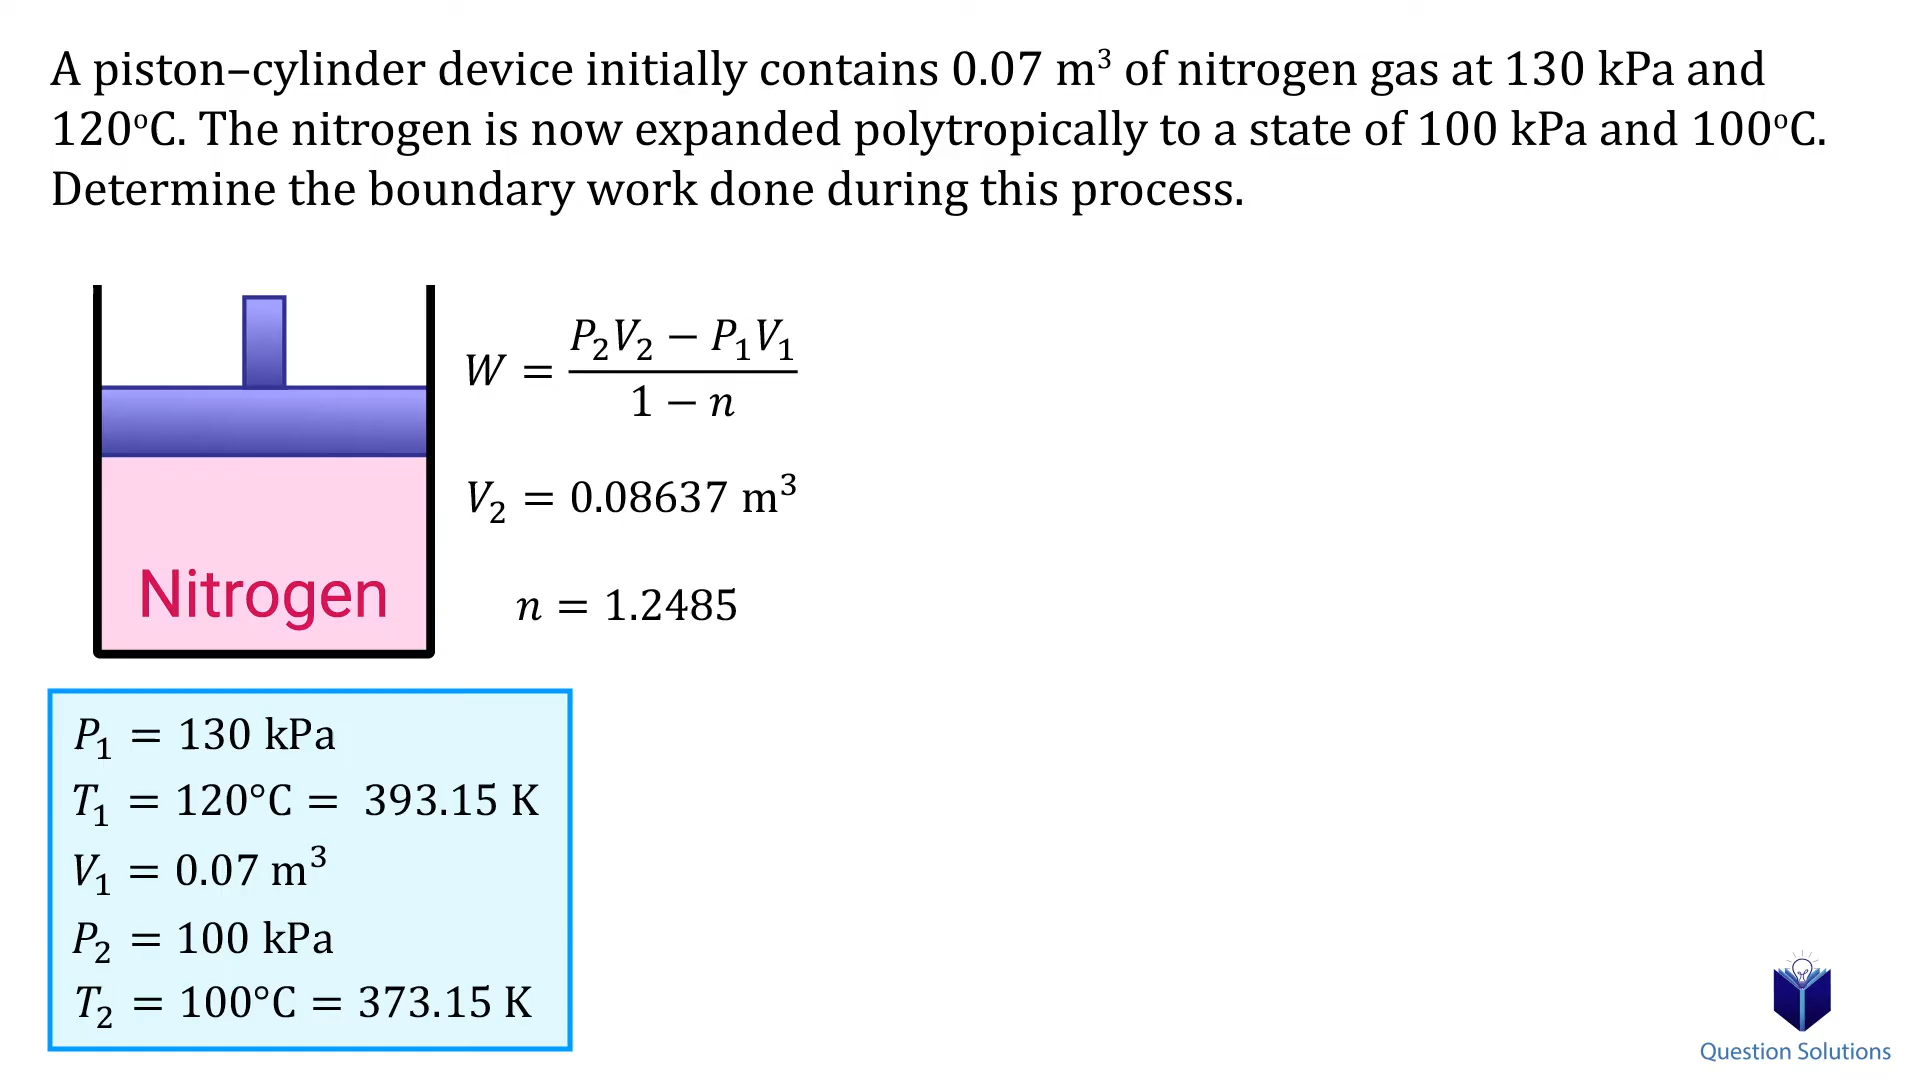 A piston–cylinder device initially contains 0.07 m³ of nitrogen gas at 130 kPa and
120ᵒC. The nitrogen is now expanded polytropically to a state of 100 kPa and 100ᵒC.
Determine the boundary work done during this process.
W = (P₂V₂ − P₁V₁) / (1 − n)
V₂ = 0.08637 m³
n = 1.2485
Nitrogen
P₁ = 130 kPa
T₁ = 120°C = 393.15 K
V₁ = 0.07 m³
P₂ = 100 kPa
T₂ = 100°C = 373.15 K
Question Solutions